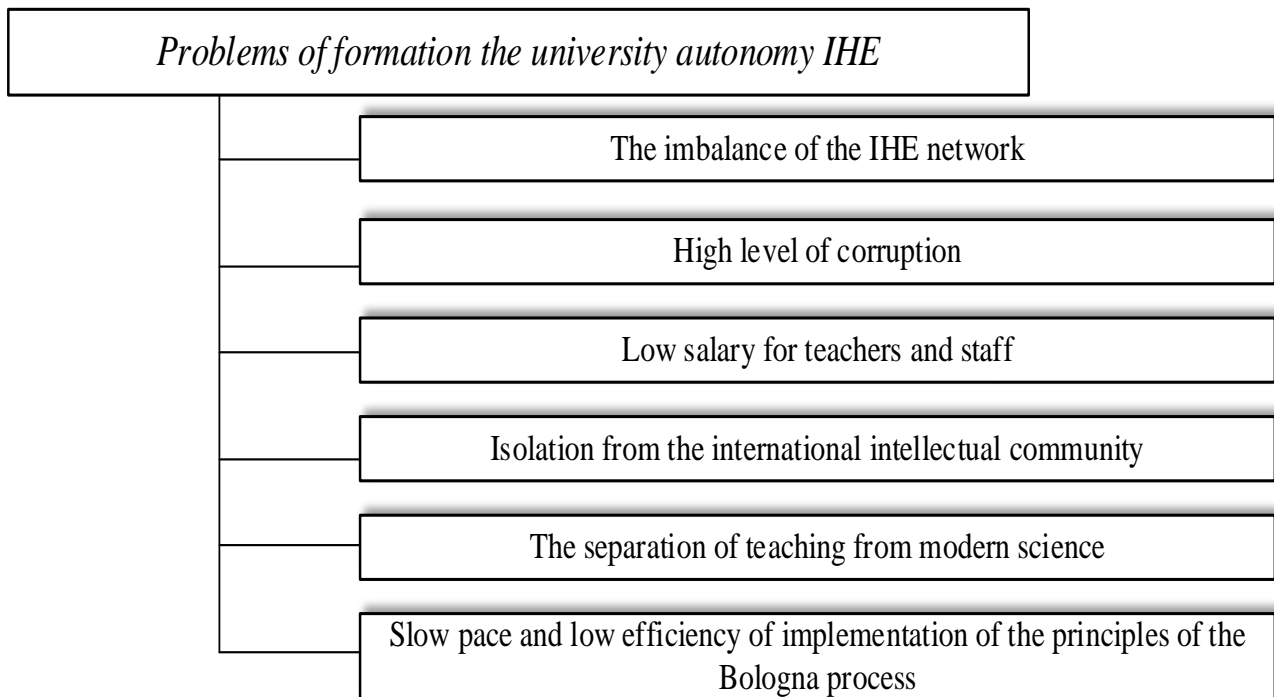 Problems of formation the university autonomy IHE
The imbalance of the IHE network
High level of corruption
Low salary for teachers and staff
Isolation from the international intellectual community
The separation of teaching from modern science
Slow pace and low efficiency of implementation of the principles of the
Bologna process